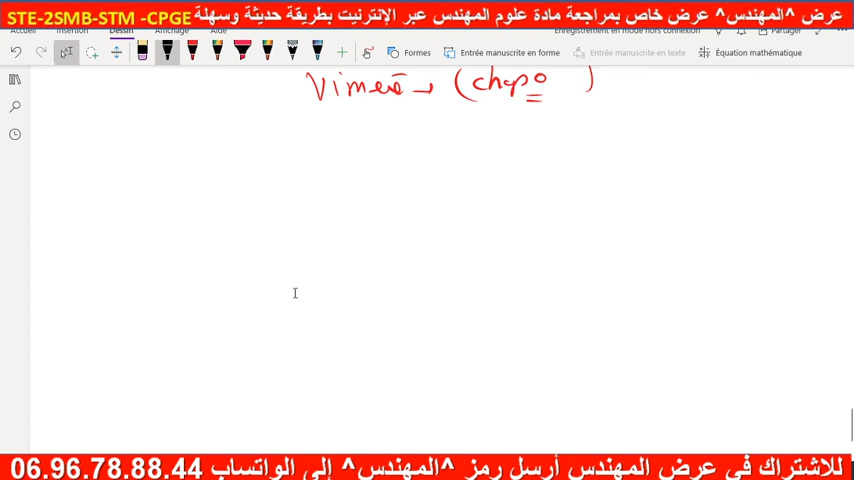 STE-2SMB-STM -CPGE عرض ^المهندس^ عرض خاص بمراجعة مادة علوم المهندس عبر الإنترنيت بطريقة حديثة وسهلة
Accueil Insertion Dessin Affichage Aide Enregistrement en mode hors connexion Partager
Formes Entrée manuscrite en forme Entrée manuscrite en texte Équation mathématique
للاشتراك في عرض المهندس أرسل رمز ^المهندس^ إلى الواتساب 06.96.78.88.44